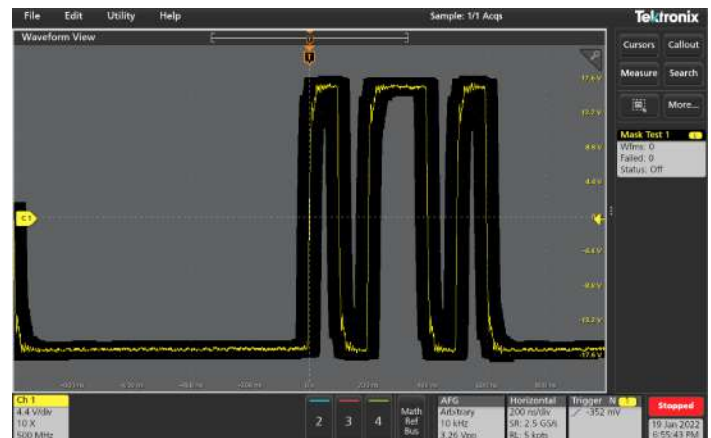 File Edit Utility Help
Sample: 1/1 Acqs
Tektronix
Waveform View
Cursors Callout
Measure Search
More...
Mask Test 1
Wfms: 0
Failed: 0
Status: Off
T
17.6 V
13.2 V
8.8 V
4.4 V
C1
-4.4 V
-8.8 V
-13.2 V
-17.6 V
Ch 1
4.4 V/div
10 X
500 MHz
2 3 4
Math
Ref
Bus
AFG
Arbitrary
10 kHz
3.26 Vpp
Horizontal
200 ns/div
SR: 2.5 GS/s
RL: 5 kpts
Trigger N 1
-352 mV
Stopped
19 Jan 2022
6:55:43 PM